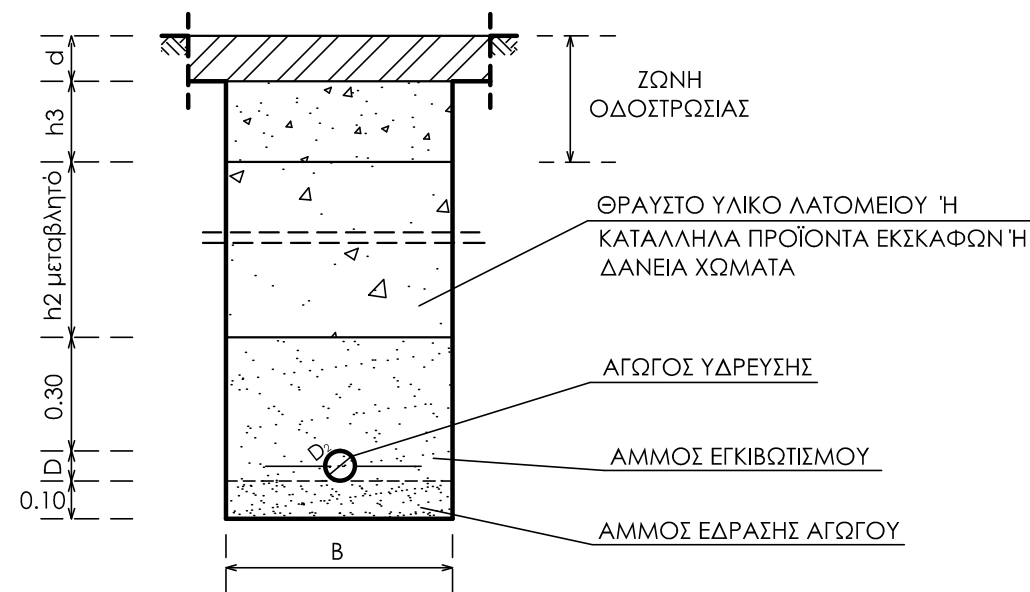 d
h3
h2 μεταβλητό
0.30
D
0.10
ΖΩΝΗ
ΟΔΟΣΤΡΩΣΙΑΣ
ΘΡΑΥΣΤΟ ΥΛΙΚΟ ΛΑΤΟΜΕΙΟΥ Ή
ΚΑΤΑΛΛΗΛΑ ΠΡΟΪΟΝΤΑ ΕΚΣΚΑΦΩΝ Ή
ΔΑΝΕΙΑ ΧΩΜΑΤΑ
ΑΓΩΓΟΣ ΥΔΡΕΥΣΗΣ
ΑΜΜΟΣ ΕΓΚΙΒΩΤΙΣΜΟΥ
ΑΜΜΟΣ ΕΔΡΑΣΗΣ ΑΓΩΓΟΥ
B